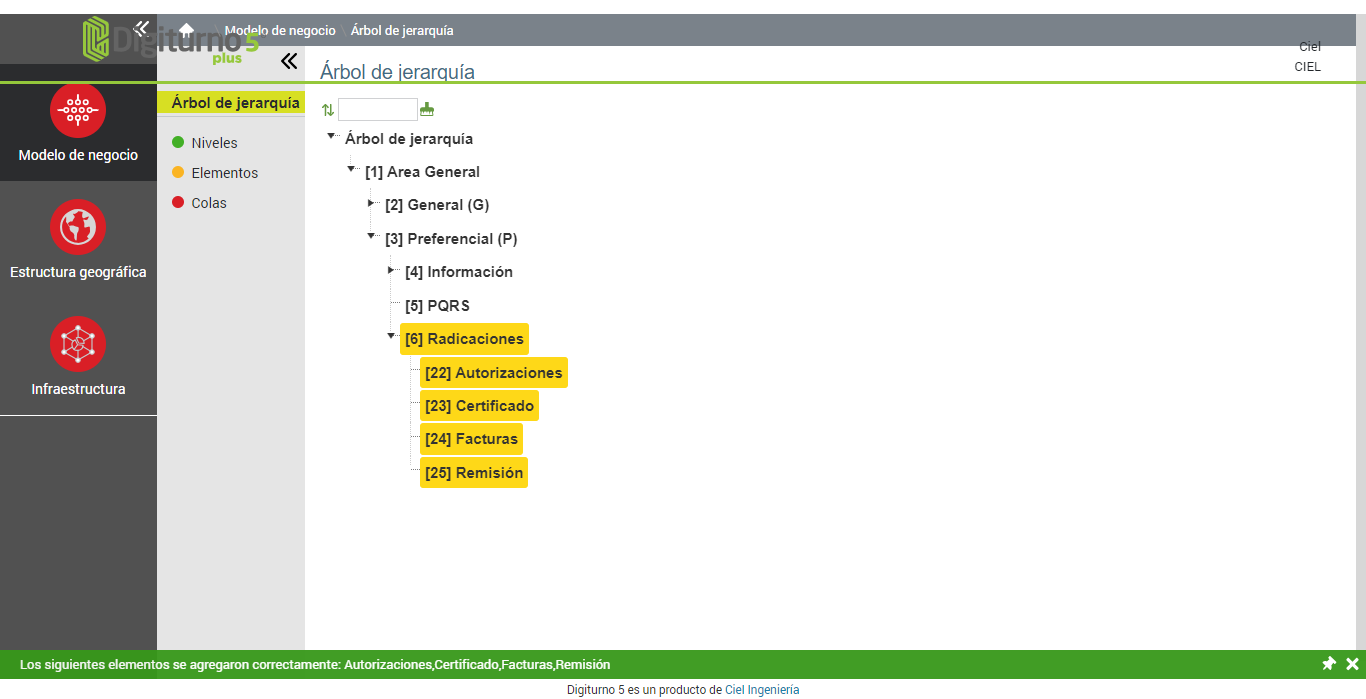 Digiturno 5
plus
Modelo de negocio
Árbol de jerarquía
Ciel
CIEL
Árbol de jerarquía
Modelo de negocio
Estructura geográfica
Infraestructura
Árbol de jerarquía
Niveles
Elementos
Colas
Árbol de jerarquía
[1] Area General
[2] General (G)
[3] Preferencial (P)
[4] Información
[5] PQRS
[6] Radicaciones
[22] Autorizaciones
[23] Certificado
[24] Facturas
[25] Remisión
Los siguientes elementos se agregaron correctamente: Autorizaciones,Certificado,Facturas,Remisión
Digiturno 5 es un producto de Ciel Ingeniería